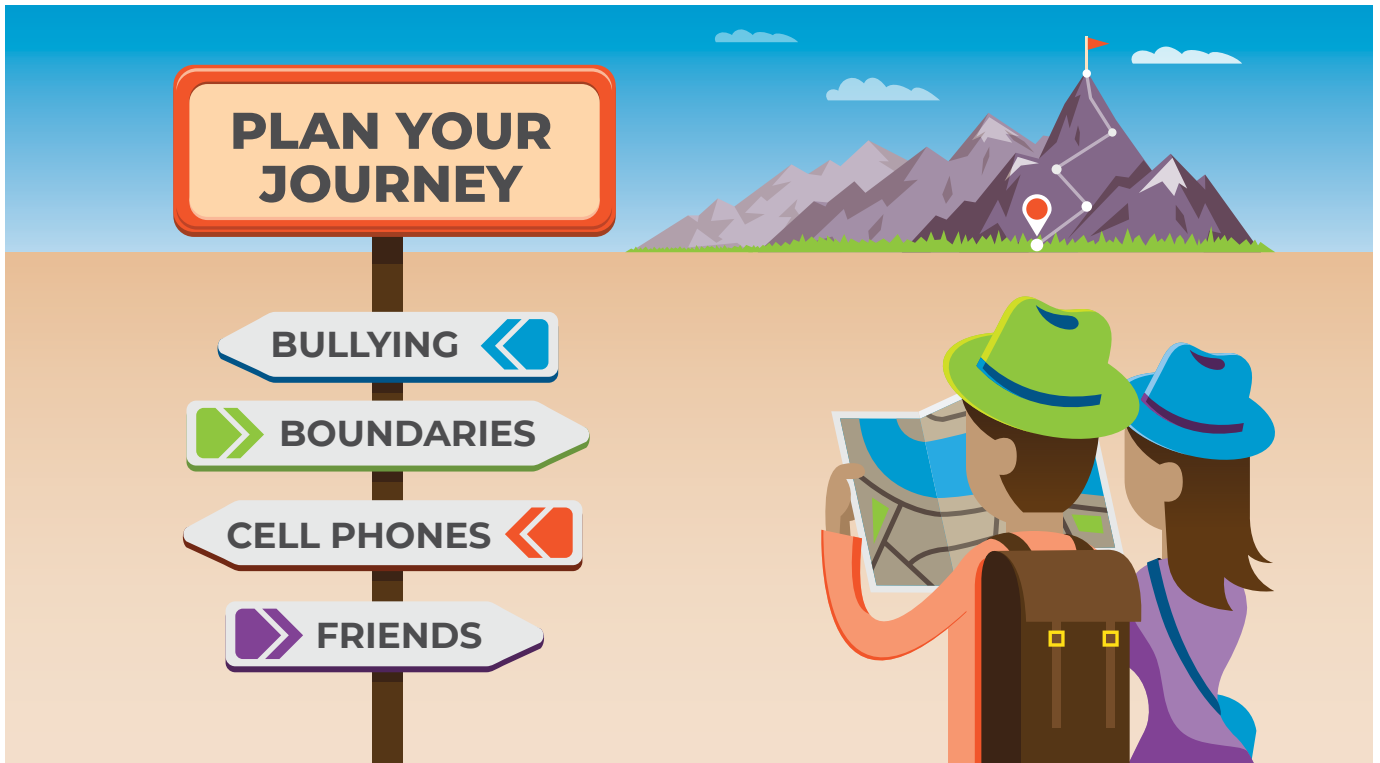 PLAN YOUR
JOURNEY
BULLYING
BOUNDARIES
CELL PHONES
FRIENDS